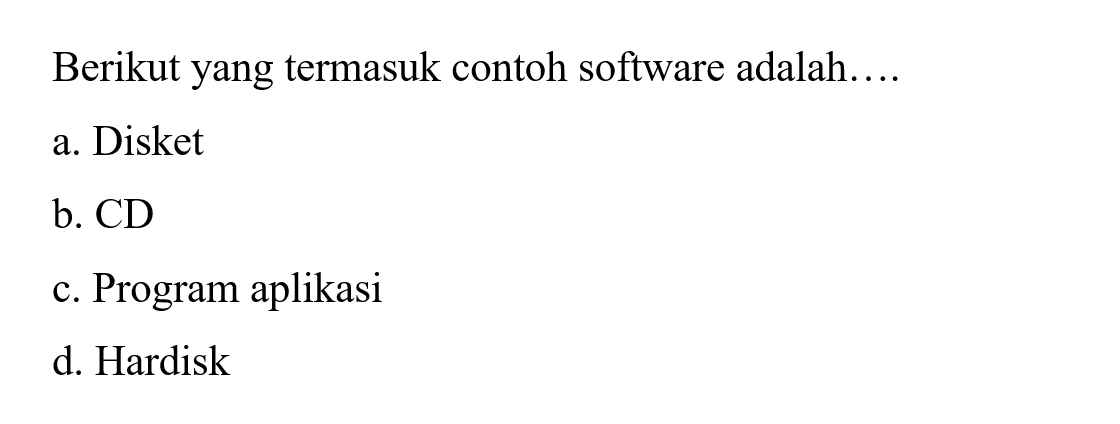 Berikut yang termasuk contoh software adalah….
a. Disket
b. CD
c. Program aplikasi
d. Hardisk